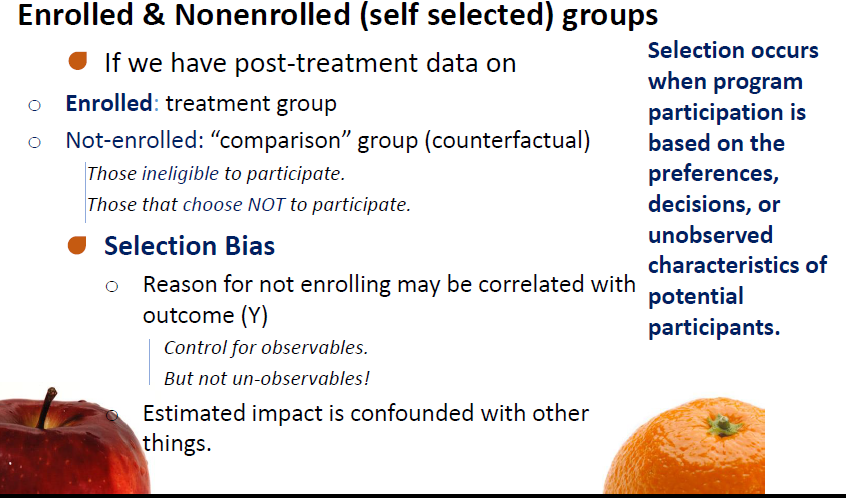 Enrolled & Nonenrolled (self selected) groups
If we have post-treatment data on
Enrolled: treatment group
Not-enrolled: “comparison” group (counterfactual)
Those ineligible to participate.
Those that choose NOT to participate.
Selection Bias
Reason for not enrolling may be correlated with
outcome (Y)
Control for observables.
But not un-observables!
Estimated impact is confounded with other
things.
Selection occurs
when program
participation is
based on the
preferences,
decisions, or
unobserved
characteristics of
potential
participants.